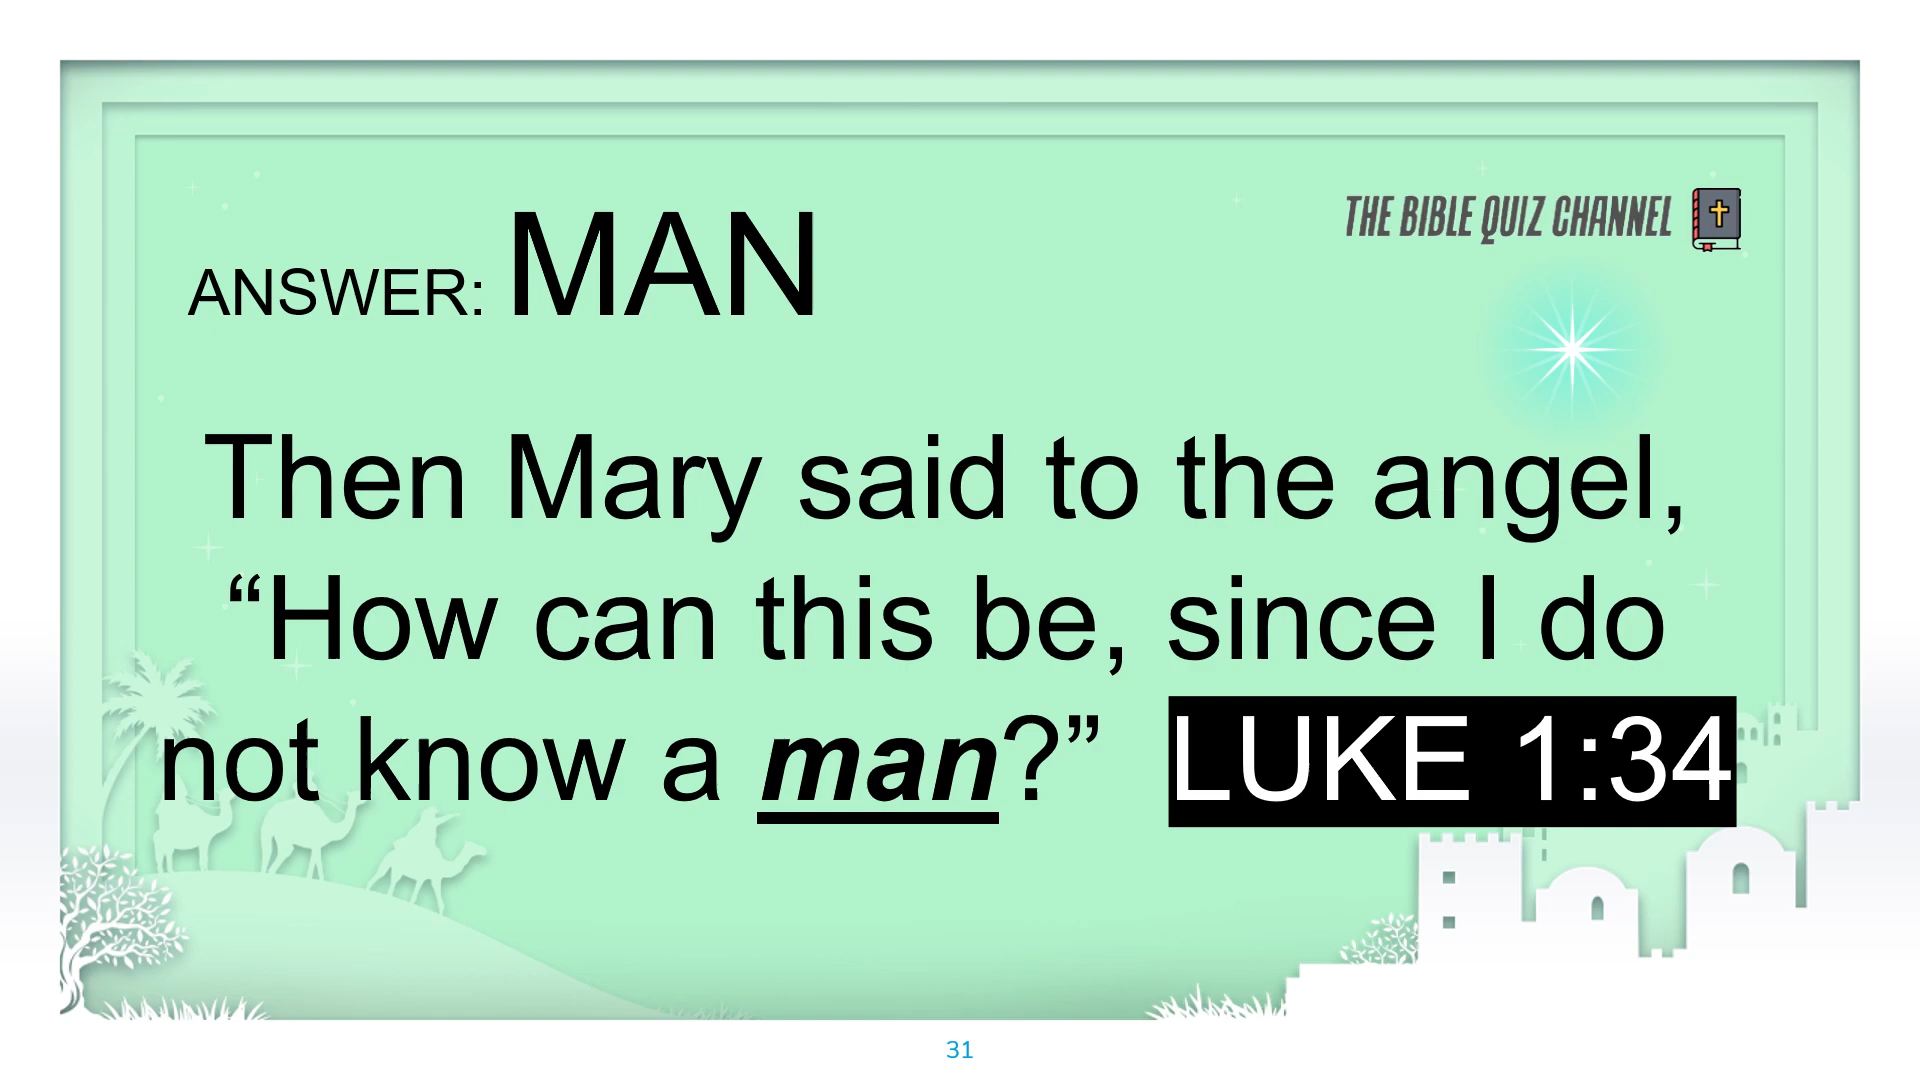 THE BIBLE QUIZ CHANNEL
ANSWER: MAN
Then Mary said to the angel,
“How can this be, since I do
not know a man?” LUKE 1:34
31